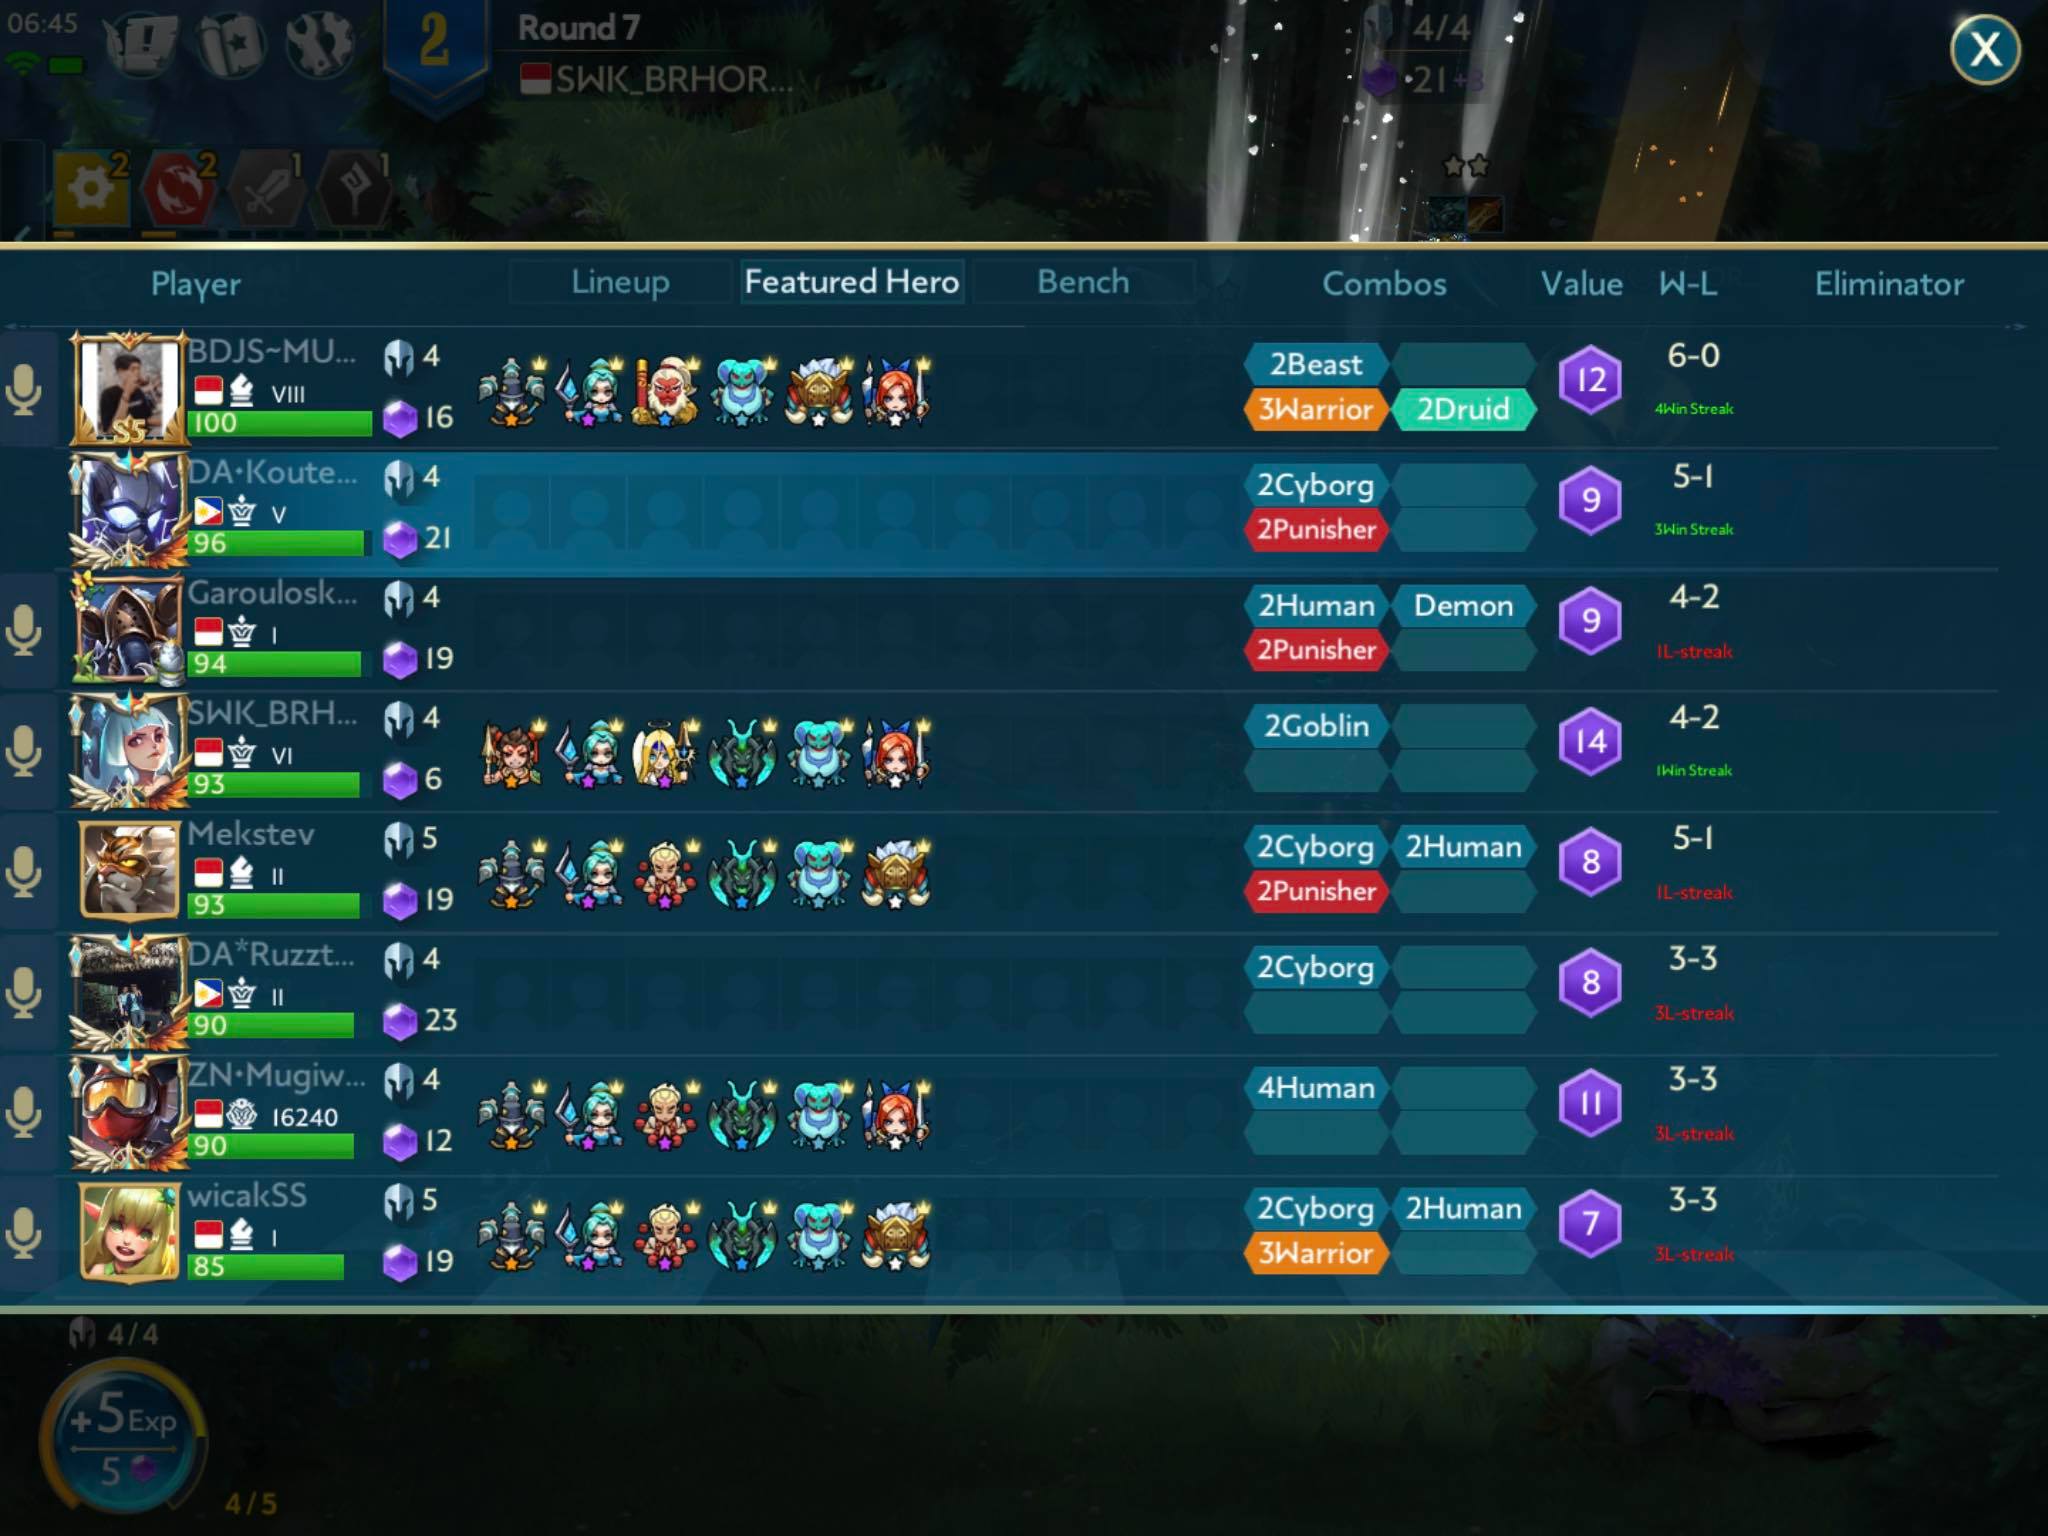 06:45
2
Round 7
SWK_BRHOR...
4/4
21+3
X
2
2
1
1
Player
Lineup
Featured Hero
Bench
Combos
Value
W-L
Eliminator
BDJS~MU...
VIII
S5
100
4
16
2Beast
3Warrior
2Druid
12
6-0
4Win Streak
DA·Koute...
V
96
4
21
2Cyborg
2Punisher
9
5-1
3Win Streak
Garoulosk...
I
94
4
19
2Human
Demon
2Punisher
9
4-2
1L-streak
SWK_BRH...
VI
93
4
6
2Goblin
14
4-2
1Win Streak
Mekstev
II
93
5
19
2Cyborg
2Human
2Punisher
8
5-1
1L-streak
DA*Ruzzt...
II
90
4
23
2Cyborg
8
3-3
3L-streak
ZN·Mugiw...
16240
90
4
12
4Human
11
3-3
3L-streak
wicakSS
I
85
5
19
2Cyborg
2Human
3Warrior
7
3-3
3L-streak
4/4
+5Exp
5
4/5